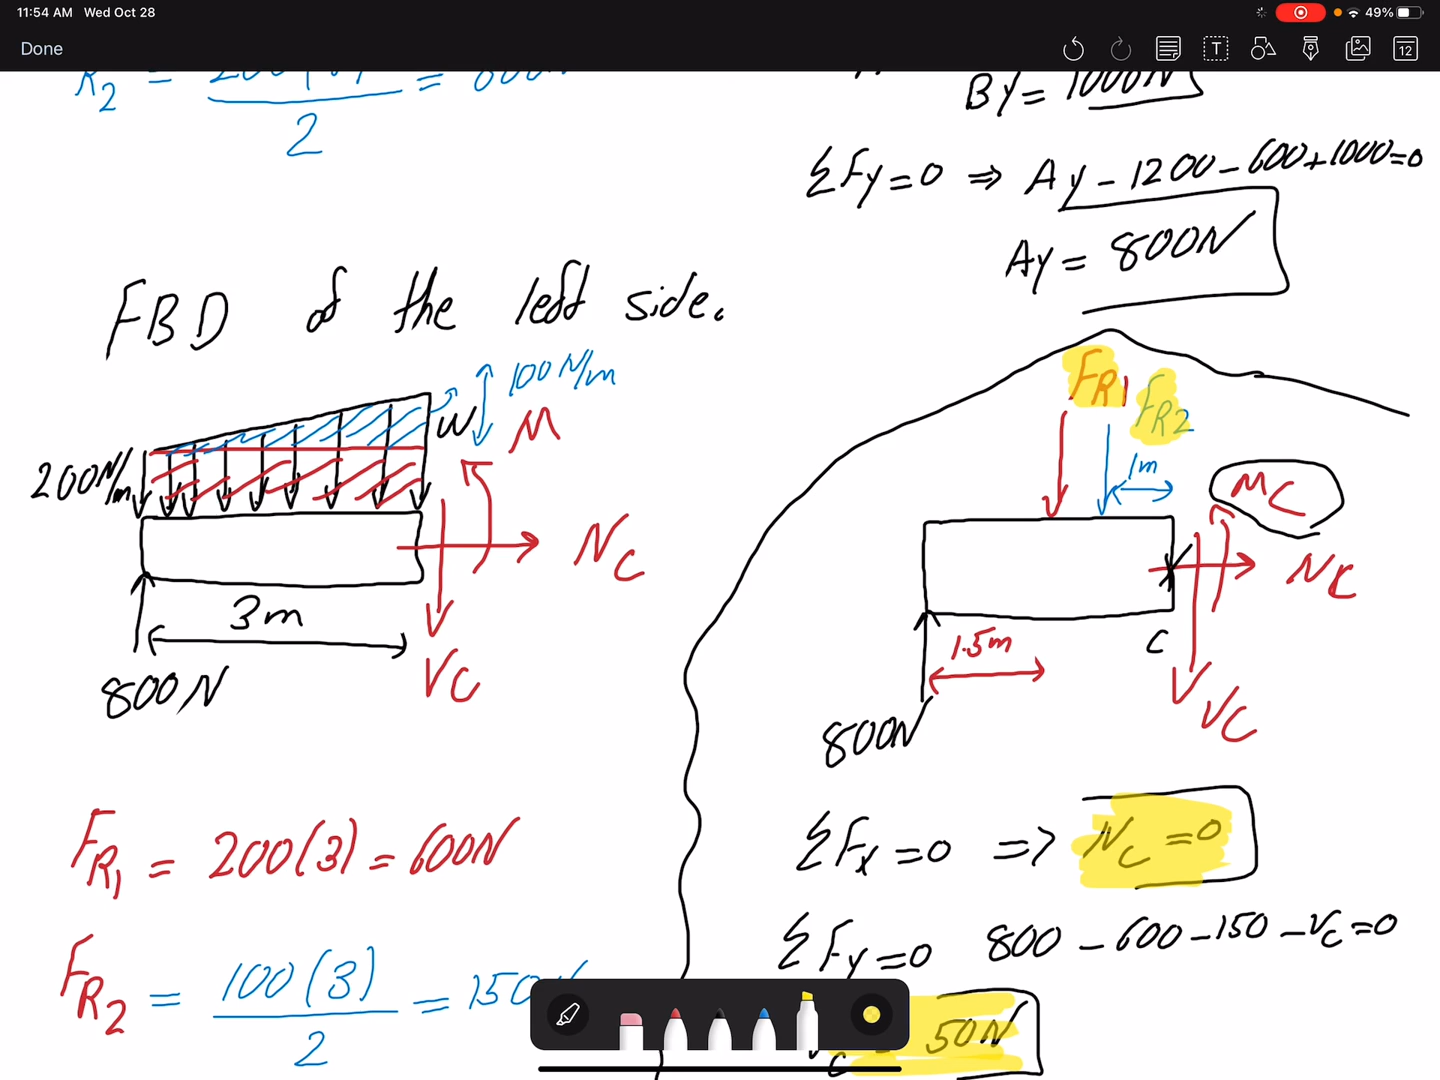 11:54 AM Wed Oct 28
49%
Done
T
12
R2 =
2
By = 1000N
ΣFy=0 ⇒ Ay - 1200 - 600 + 1000 = 0
Ay = 800N
FBD of the left side.
100 N/m
w
M
200N/m
NC
3m
VC
800N
FR1
FR2
1m
MC
NC
1.5m
C
VC
800N
FR1 = 200(3) = 600N
ΣFx=0 => NC = 0
ΣFy=0 800 - 600 - 150 - VC = 0
FR2 = 100(3) = 150
2
50N